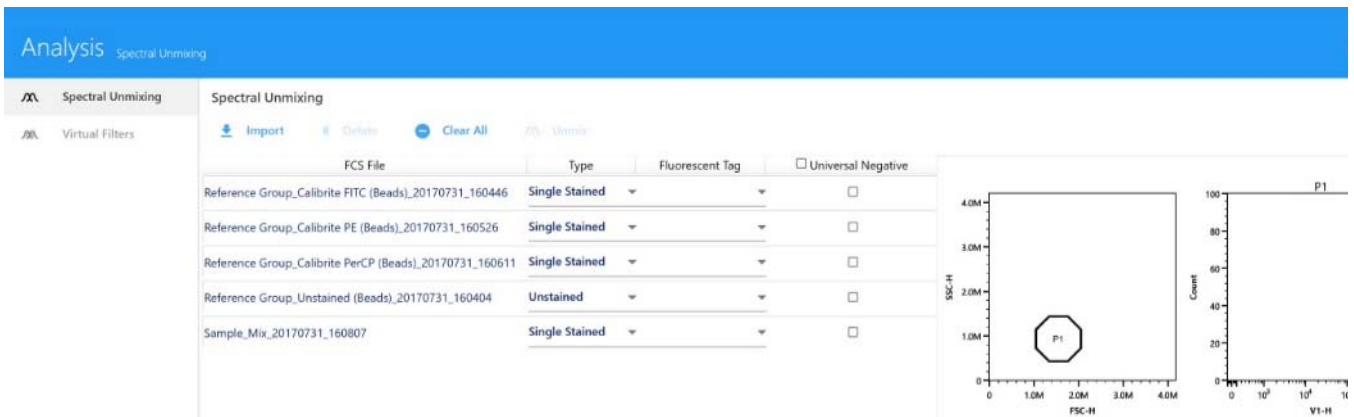 Analysis Spectral Unmixing
Spectral Unmixing
Virtual Filters
Spectral Unmixing
Import Delete Clear All Unmix
FCS File Type Fluorescent Tag Universal Negative
Reference Group_Calibrite FITC (Beads)_20170731_160446 Single Stained
Reference Group_Calibrite PE (Beads)_20170731_160526 Single Stained
Reference Group_Calibrite PerCP (Beads)_20170731_160611 Single Stained
Reference Group_Unstained (Beads)_20170731_160404 Unstained
Sample_Mix_20170731_160807 Single Stained
4.0M
3.0M
2.0M
1.0M
0
SSC-H
P1
0 1.0M 2.0M 3.0M 4.0M
FSC-H
P1
100
80
60
40
20
0
Count
0 10³ 10⁴
V1-H